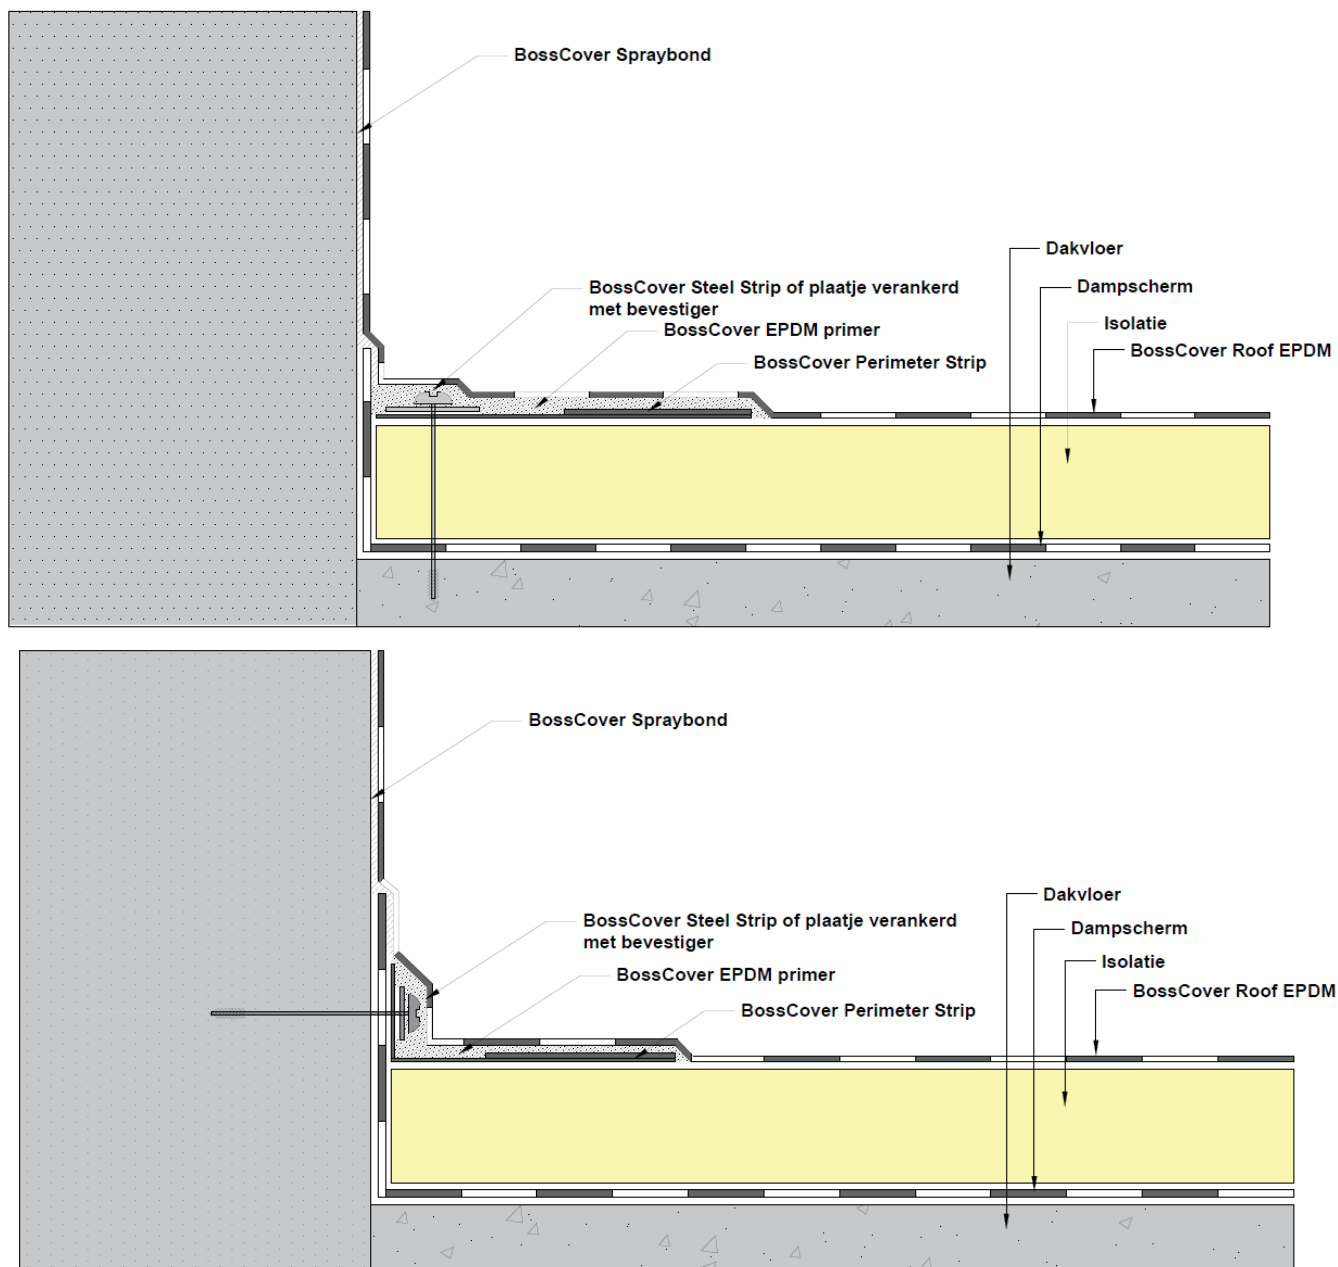 BossCover Spraybond
Dakvloer
BossCover Steel Strip of plaatje verankerd
met bevestiger
Dampscherm
Isolatie
BossCover EPDM primer
BossCover Roof EPDM
BossCover Perimeter Strip
BossCover Spraybond
Dakvloer
BossCover Steel Strip of plaatje verankerd
met bevestiger
Dampscherm
Isolatie
BossCover EPDM primer
BossCover Roof EPDM
BossCover Perimeter Strip